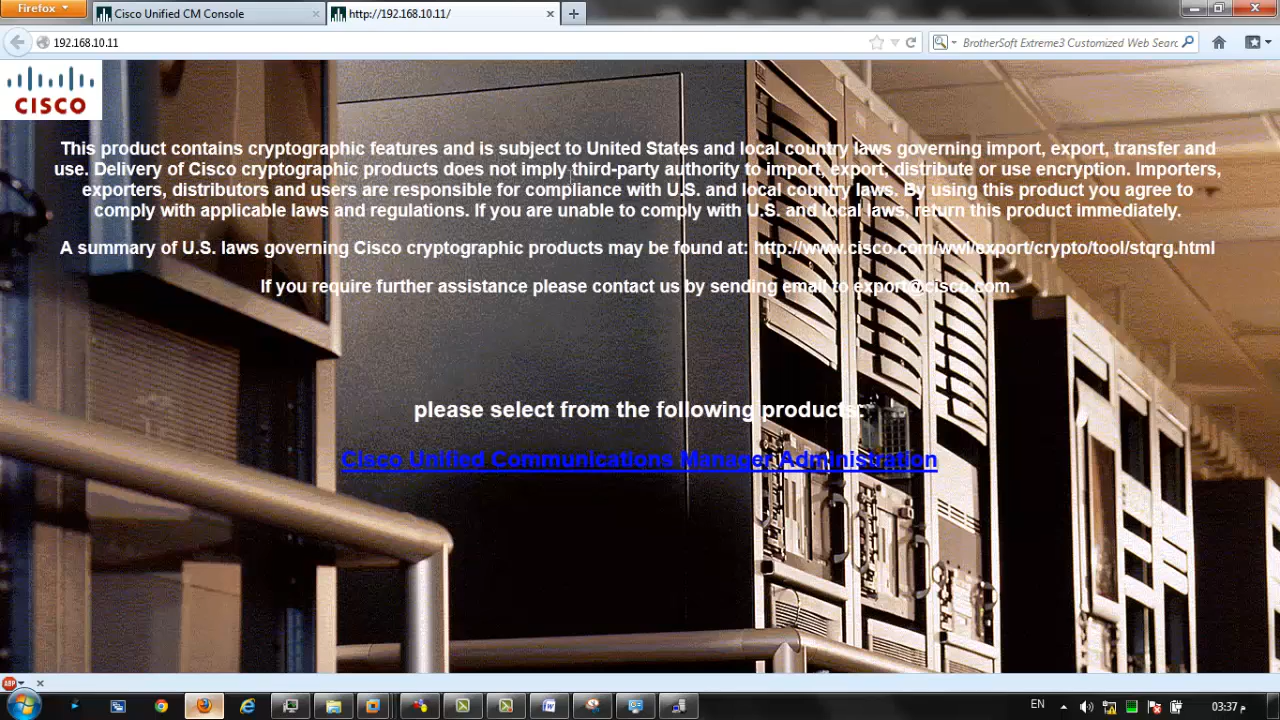 Firefox
Cisco Unified CM Console
http://192.168.10.11/
192.168.10.11
BrotherSoft Extreme3 Customized Web Searc
CISCO
This product contains cryptographic features and is subject to United States and local country laws governing import, export, transfer and
use. Delivery of Cisco cryptographic products does not imply third-party authority to import, export, distribute or use encryption. Importers,
exporters, distributors and users are responsible for compliance with U.S. and local country laws. By using this product you agree to
comply with applicable laws and regulations. If you are unable to comply with U.S. and local laws, return this product immediately.
A summary of U.S. laws governing Cisco cryptographic products may be found at: http://www.cisco.com/wwl/export/crypto/tool/stqrg.html
If you require further assistance please contact us by sending email to export@cisco.com.
please select from the following products:
Cisco Unified Communications Manager Administration
ABP
EN
03:37 م